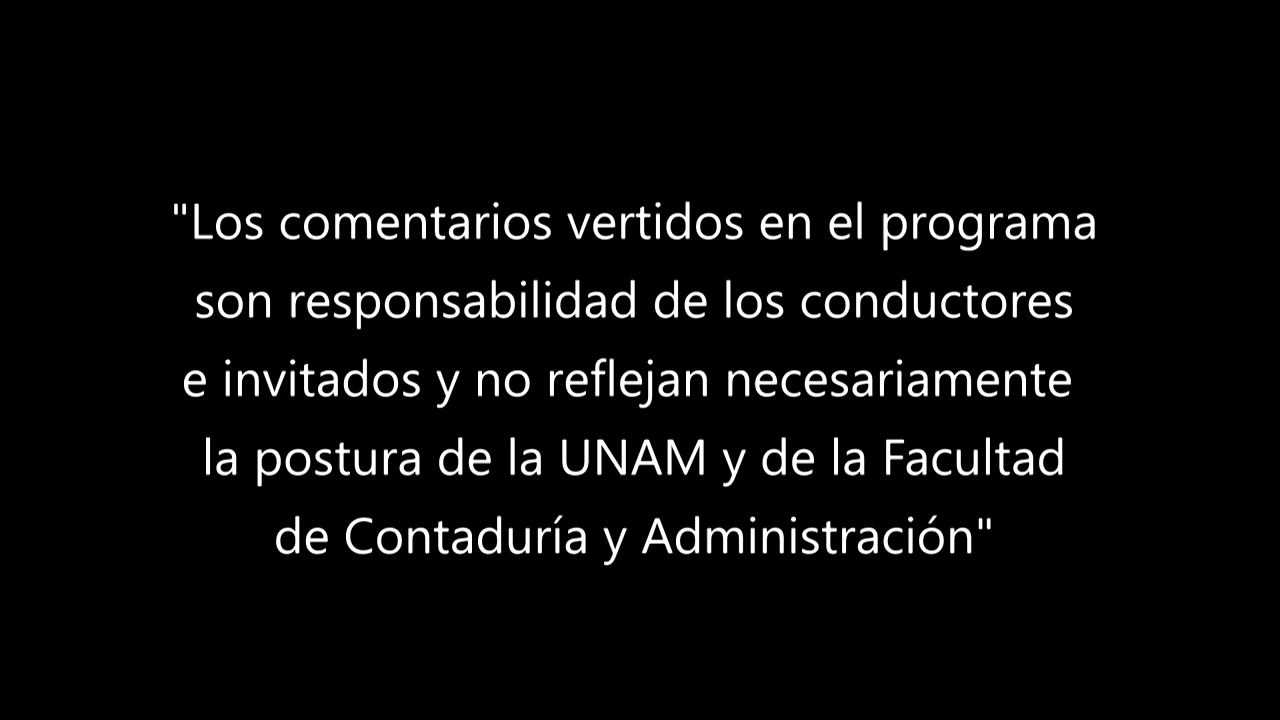 "Los comentarios vertidos en el programa
son responsabilidad de los conductores
e invitados y no reflejan necesariamente
la postura de la UNAM y de la Facultad
de Contaduría y Administración"